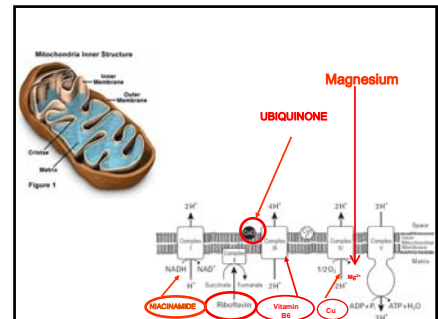 Mitochondria Inner Structure
Inner
Membrane
Outer
Membrane
Cristae
Matrix
Figure 1
Magnesium
UBIQUINONE
2H⁺
4H⁺
2H⁺
2H⁺
Complex
I
Complex
II
Complex
III
Complex
IV
Complex
V
Space
Inner
Mitochondrial
Membrane
Matrix
NADH
NAD⁺
H⁺
Succinate
Fumarate
2H⁺
1/2O₂
2H⁺
Mg²⁺
ADP+Pᵢ
ATP+H₂O
3H⁺
NIACINAMIDE
Riboflavin
Vitamin
B6
Cu